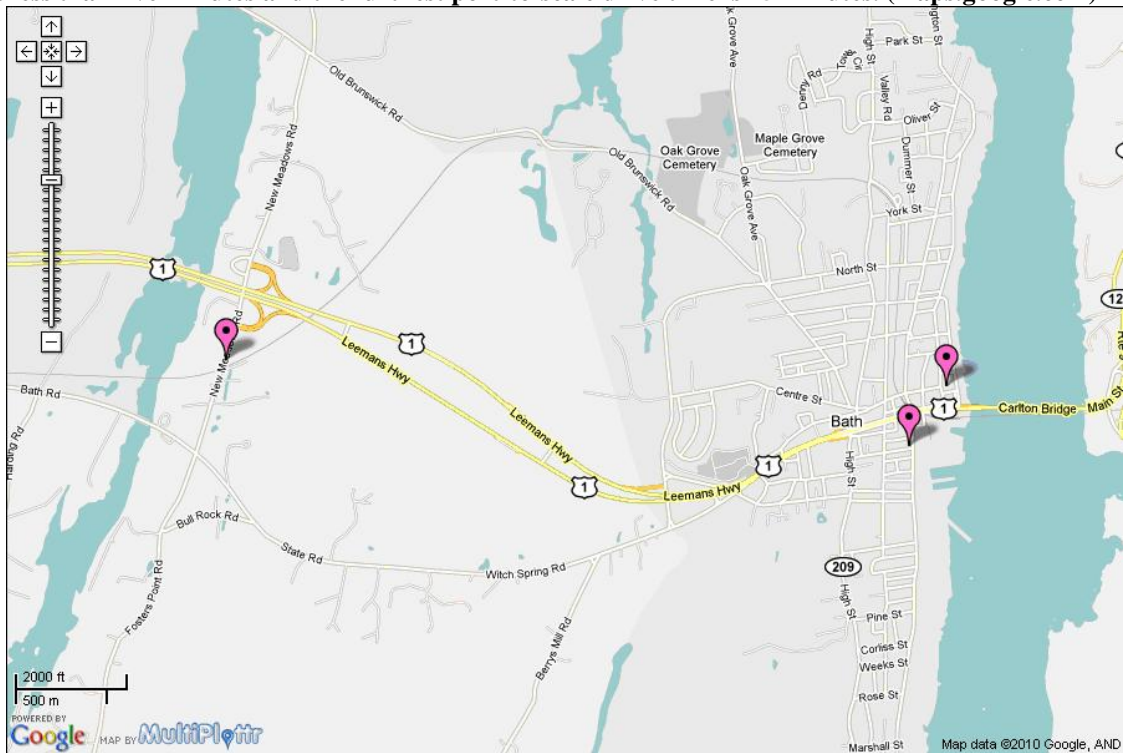 Old Brunswick Rd
Oak Grove Ave
High St
Park St
Valley Rd
Oliver St
Dummer St
Oak Grove
Cemetery
Maple Grove
Cemetery
New Meadows Rd
Old Brunswick Rd
Oak Grove Ave
York St
North St
1
1
Leemans Hwy
Bath Rd
Leemans Hwy
Centre St
1
Carlton Bridge
Main St
Bath
1
High St
1
Leemans Hwy
Harding Rd
Bull Rock Rd
State Rd
Witch Spring Rd
209
Fosters Point Rd
Berrys Mill Rd
High St
Pine St
Corliss St
Weeks St
Rose St
Marshall St
2000 ft
500 m
POWERED BY
Google
MAP BY MultiPlottr
Map data ©2010 Google, AND